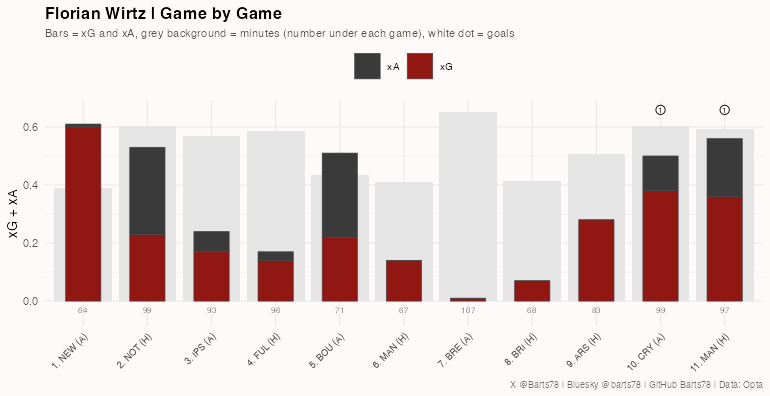 Florian Wirtz | Game by Game
Bars = xG and xA, grey background = minutes (number under each game), white dot = goals
xA xG
1 1
xG + xA
0.6
0.4
0.2
0.0
64 99 93 96 71 67 107 68 83 99 97
1. NEW (A) 2. NOT (H) 3. IPS (A) 4. FUL (H) 5. BOU (A) 6. MAN (H) 7. BRE (A) 8. BRI (H) 9. ARS (H) 10. CRY (A) 11. MAN (H)
X @Barts78 | Bluesky @barts78 | GitHub Barts78 | Data: Opta